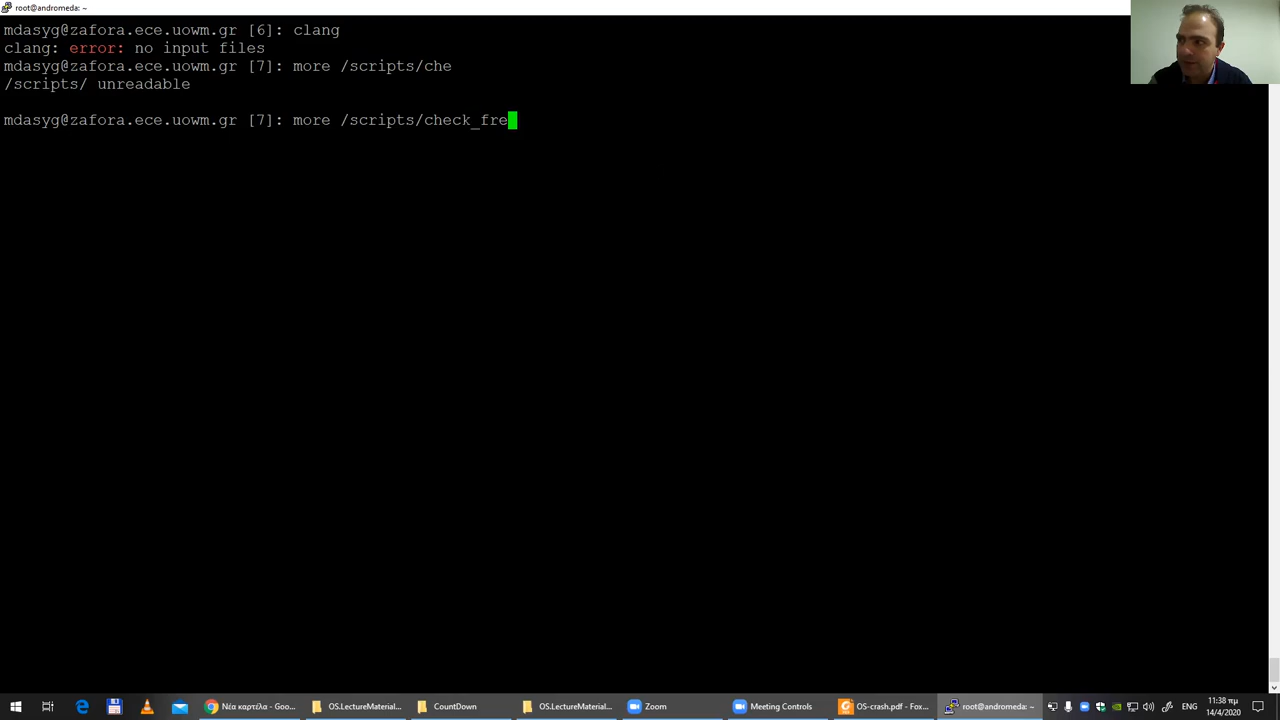 root@andromeda: ~
mdasyg@zafora.ece.uowm.gr [6]: clang
clang: error: no input files
mdasyg@zafora.ece.uowm.gr [7]: more /scripts/che
/scripts/ unreadable
mdasyg@zafora.ece.uowm.gr [7]: more /scripts/check_fre
Νέα καρτέλα - Goo...
OS.LectureMaterial...
CountDown
OS.LectureMaterial...
Zoom
Meeting Controls
OS-crash.pdf - Fox...
root@andromeda: ~
ENG
11:38 πμ
14/4/2020